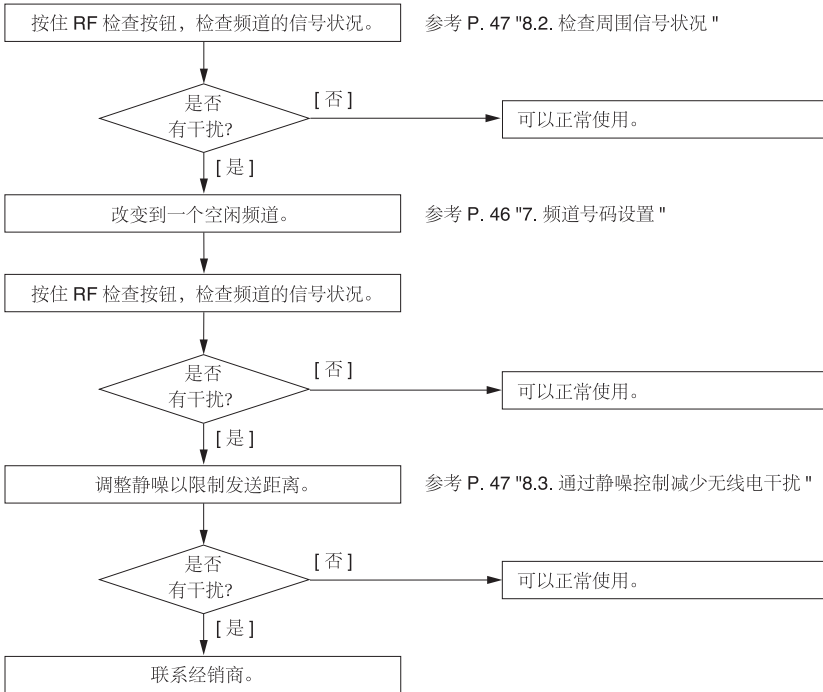 按住 RF 检查按钮，检查频道的信号状况。
参考 P. 47 "8.2. 检查周围信号状况 "
是否
有干扰?
[ 否 ]
可以正常使用。
[ 是 ]
改变到一个空闲频道。
参考 P. 46 "7. 频道号码设置 "
按住 RF 检查按钮，检查频道的信号状况。
是否
有干扰?
[ 否 ]
可以正常使用。
[ 是 ]
调整静噪以限制发送距离。
参考 P. 47 "8.3. 通过静噪控制减少无线电干扰 "
是否
有干扰?
[ 否 ]
可以正常使用。
[ 是 ]
联系经销商。